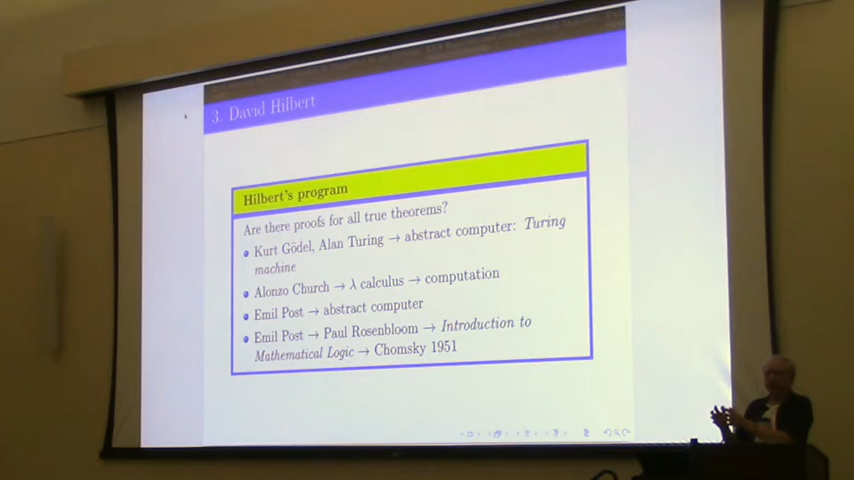 3. David Hilbert
Hilbert's program
Are there proofs for all true theorems?
Kurt Gödel, Alan Turing → abstract computer: Turing
machine
Alonzo Church → λ calculus → computation
Emil Post → abstract computer
Emil Post → Paul Rosenbloom → Introduction to
Mathematical Logic → Chomsky 1951